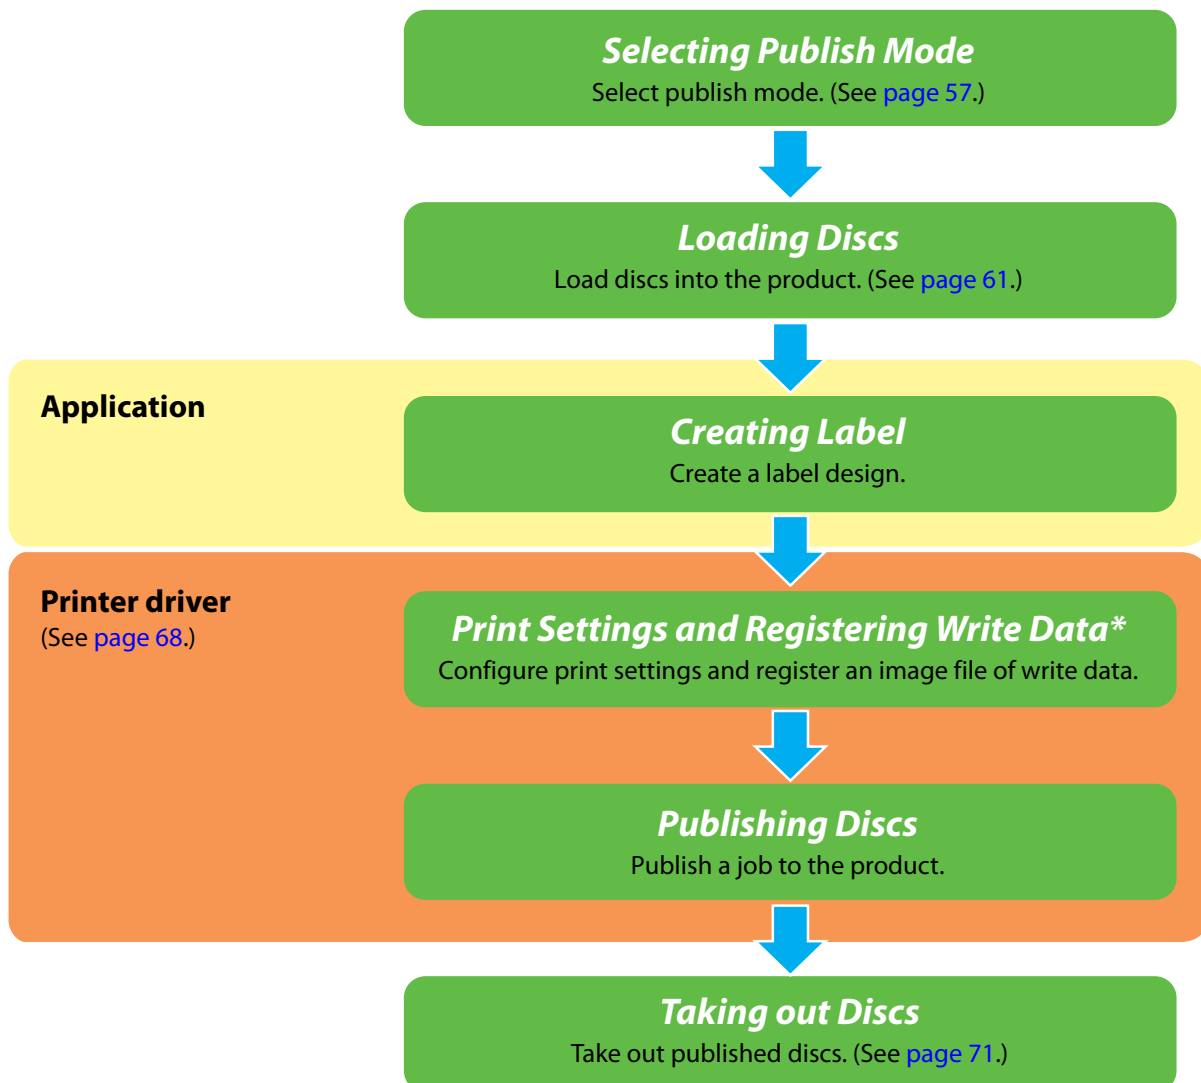 Selecting Publish Mode
Select publish mode. (See page 57.)
Loading Discs
Load discs into the product. (See page 61.)
Application
Creating Label
Create a label design.
Printer driver
(See page 68.)
Print Settings and Registering Write Data*
Configure print settings and register an image file of write data.
Publishing Discs
Publish a job to the product.
Taking out Discs
Take out published discs. (See page 71.)